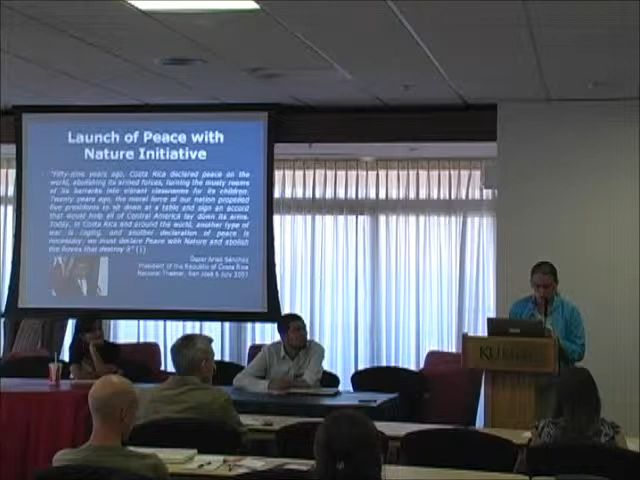 Launch of Peace with
Nature Initiative
"Fifty-nine years ago, Costa Rica declared peace on the
world, abolishing its armed forces, turning the musty rooms
of its barracks into vibrant classrooms for its children.
Twenty years ago, the moral force of our nation propelled
five presidents to sit down at a table and sign an accord
that would help all of Central America lay down its arms.
Today, in Costa Rica and around the world, another type of
war is raging, and another declaration of peace is
necessary: we must declare Peace with Nature and abolish
the forces that destroy it"
Óscar Arias Sánchez
President of the Republic of Costa Rica
National Theater, San José 6 July 2007